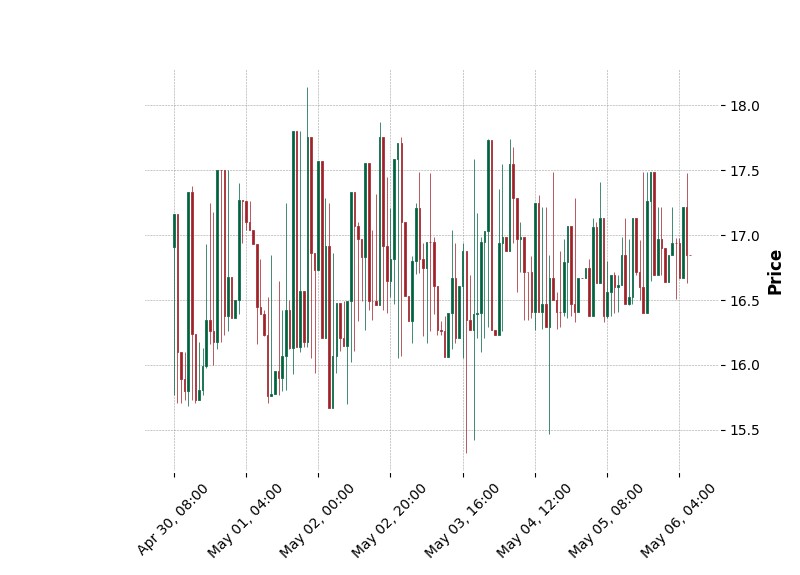 18.0
17.5
17.0
16.5
16.0
15.5
Price
Apr 30, 08:00
May 01, 04:00
May 02, 00:00
May 02, 20:00
May 03, 16:00
May 04, 12:00
May 05, 08:00
May 06, 04:00